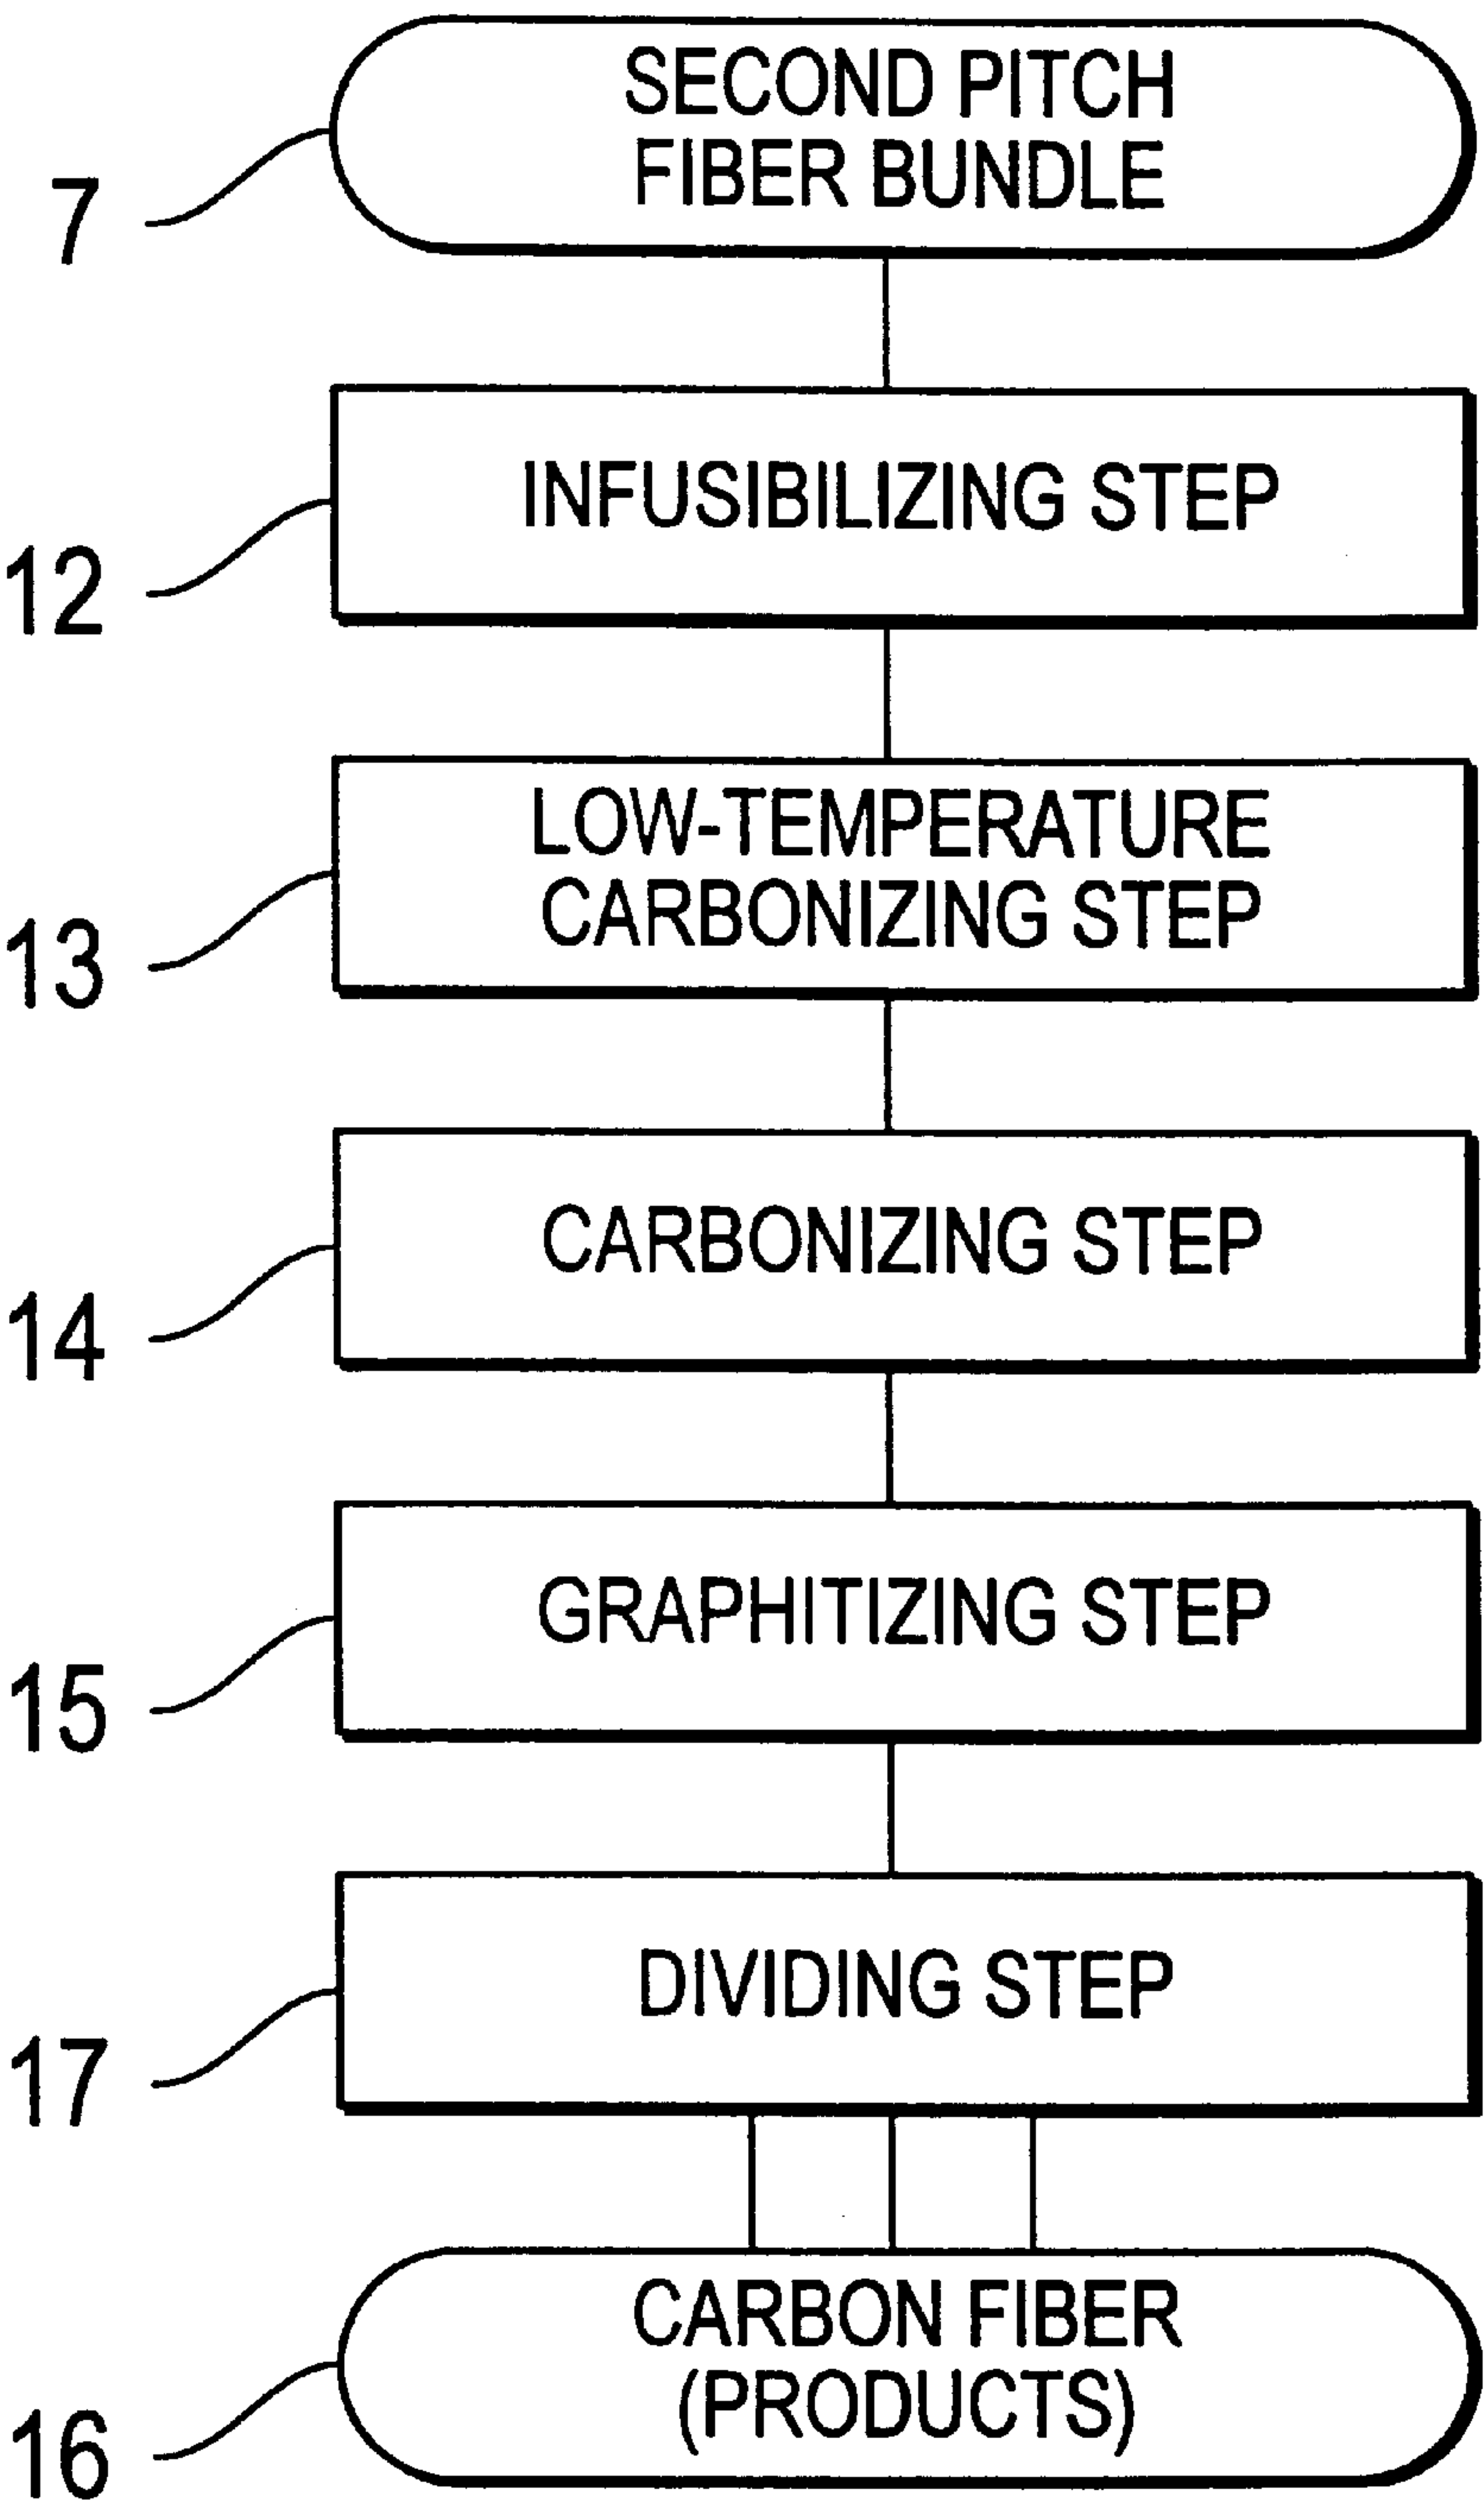 SECOND PITCH
FIBER BUNDLE
7
INFUSIBILIZING STEP
12
LOW-TEMPERATURE
CARBONIZING STEP
13
CARBONIZING STEP
14
GRAPHITIZING STEP
15
DIVIDING STEP
17
CARBON FIBER
(PRODUCTS)
16